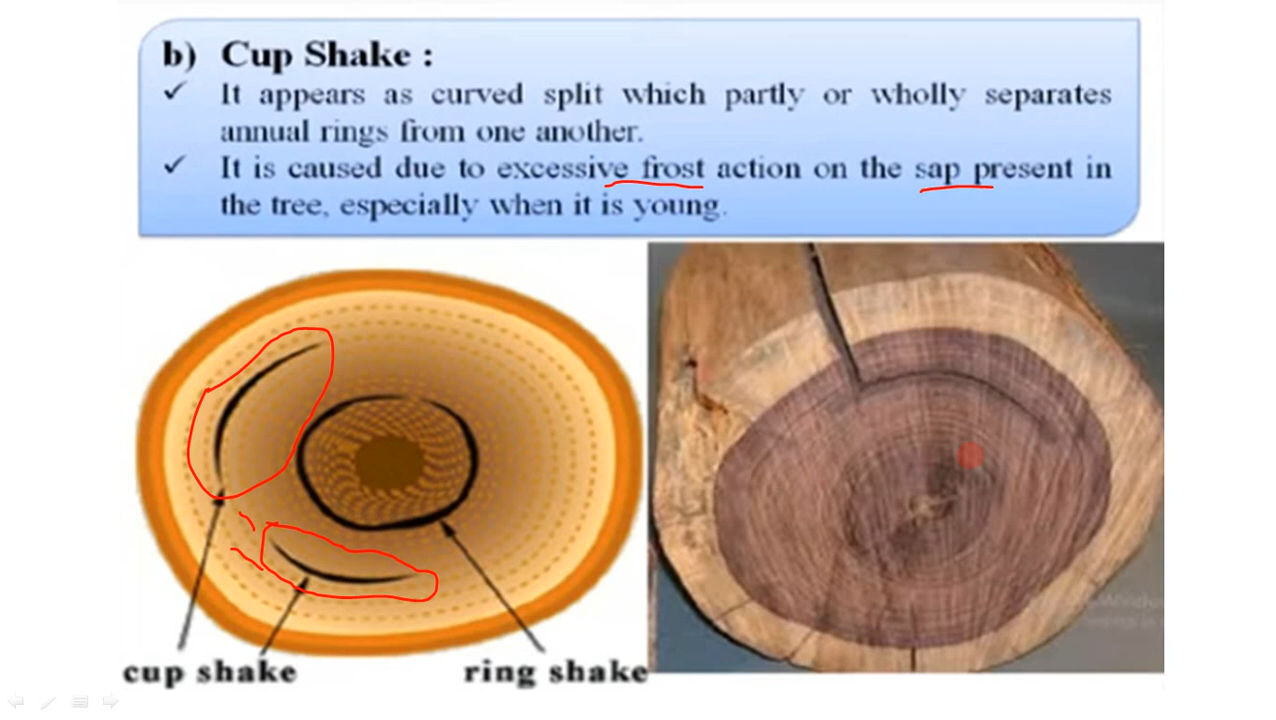 b) Cup Shake :
✓ It appears as curved split which partly or wholly separates
annual rings from one another.
✓ It is caused due to excessive frost action on the sap present in
the tree, especially when it is young.
cup shake
ring shake